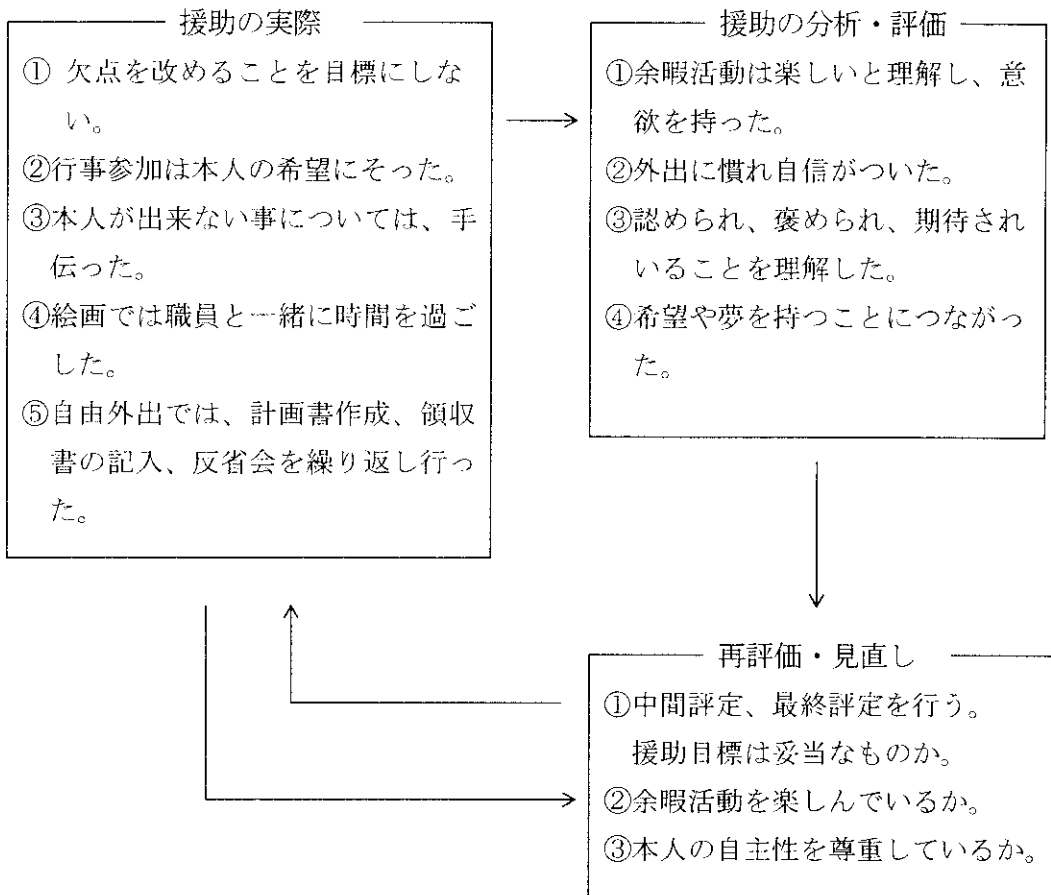 援助の実際
① 欠点を改めることを目標にしな
い。
②行事参加は本人の希望にそった。
③本人が出来ない事については、手
伝った。
④絵画では職員と一緒に時間を過ご
した。
⑤自由外出では、計画書作成、領収
書の記入、反省会を繰り返し行っ
た。
援助の分析・評価
①余暇活動は楽しいと理解し、意
欲を持った。
②外出に慣れ自信がついた。
③認められ、褒められ、期待され
いることを理解した。
④希望や夢を持つことにつながっ
た。
再評価・見直し
①中間評定、最終評定を行う。
援助目標は妥当なものか。
②余暇活動を楽しんでいるか。
③本人の自主性を尊重しているか。